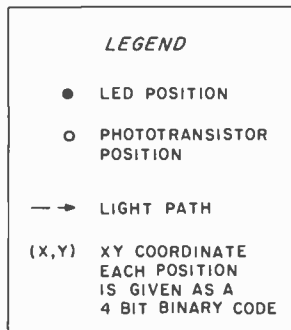 LEGEND
LED POSITION
PHOTOTRANSISTOR
POSITION
LIGHT PATH
(X,Y) XY COORDINATE
EACH POSITION
IS GIVEN AS A
4 BIT BINARY CODE